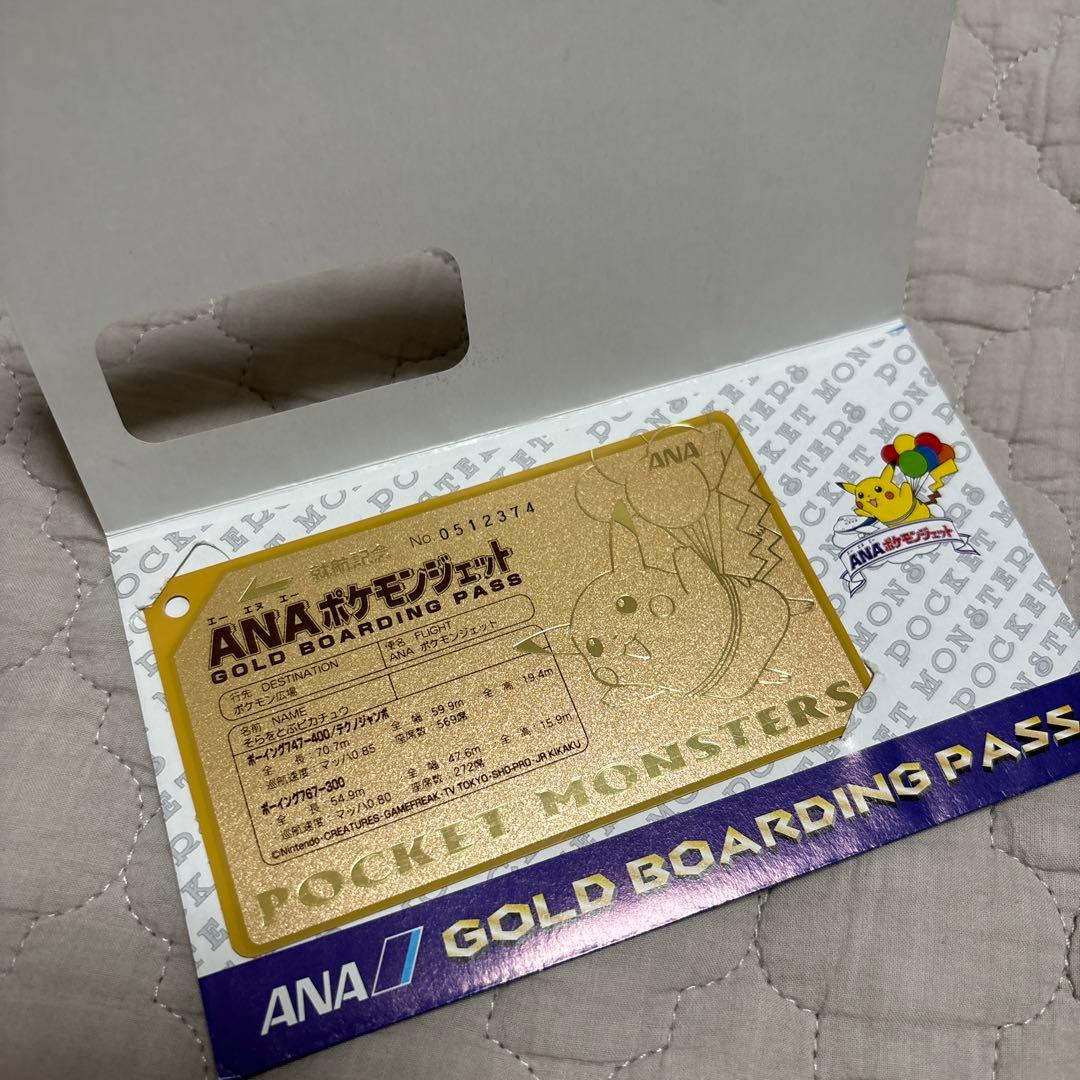 ANA
就航記念 No. 0512374
エー エヌ エー
ANAポケモンジェット
GOLD BOARDING PASS
行先 DESTINATION
ポケモン広場
便名 FLIGHT
ANA ポケモンジェット
名前 NAME
そらをとぶピカチュウ
ボーイング747-400/テクノジャンボ
全 長 70.7m 全 幅 59.9m 全 高 19.4m
巡航速度 マッハ0.85 座席数 569席
ボーイング767-300
全 長 54.9m 全 幅 47.6m 全 高 15.9m
巡航速度 マッハ0.80 座席数 272席
©Nintendo·CREATURES·GAMEFREAK·TV TOKYO·SHO-PRO·JR KIKAKU
POCKET MONSTERS
エー エヌ エー
ANAポケモンジェット
POCKET MONSTERS
ANA GOLD BOARDING PASS